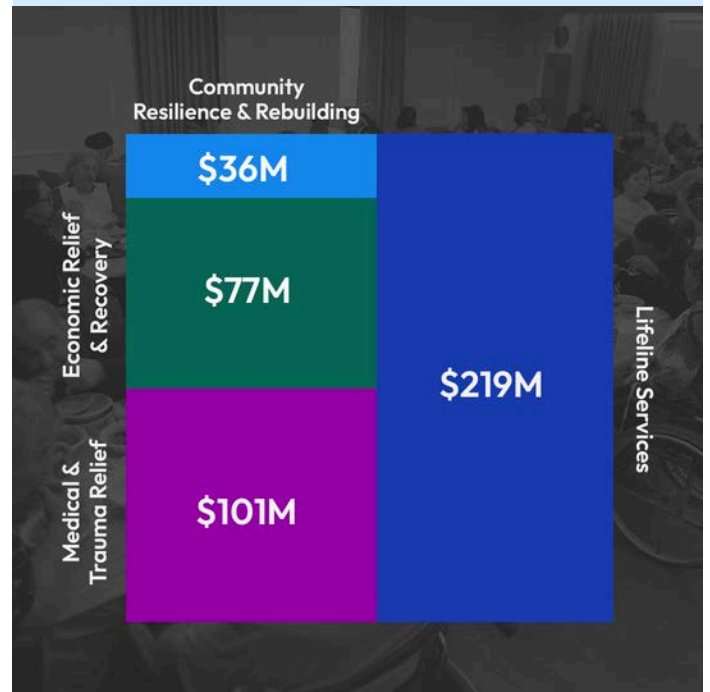 Community
Resilience & Rebuilding
$36M
Economic Relief
& Recovery
$77M
$219M
Lifeline Services
Medical &
Trauma Relief
$101M